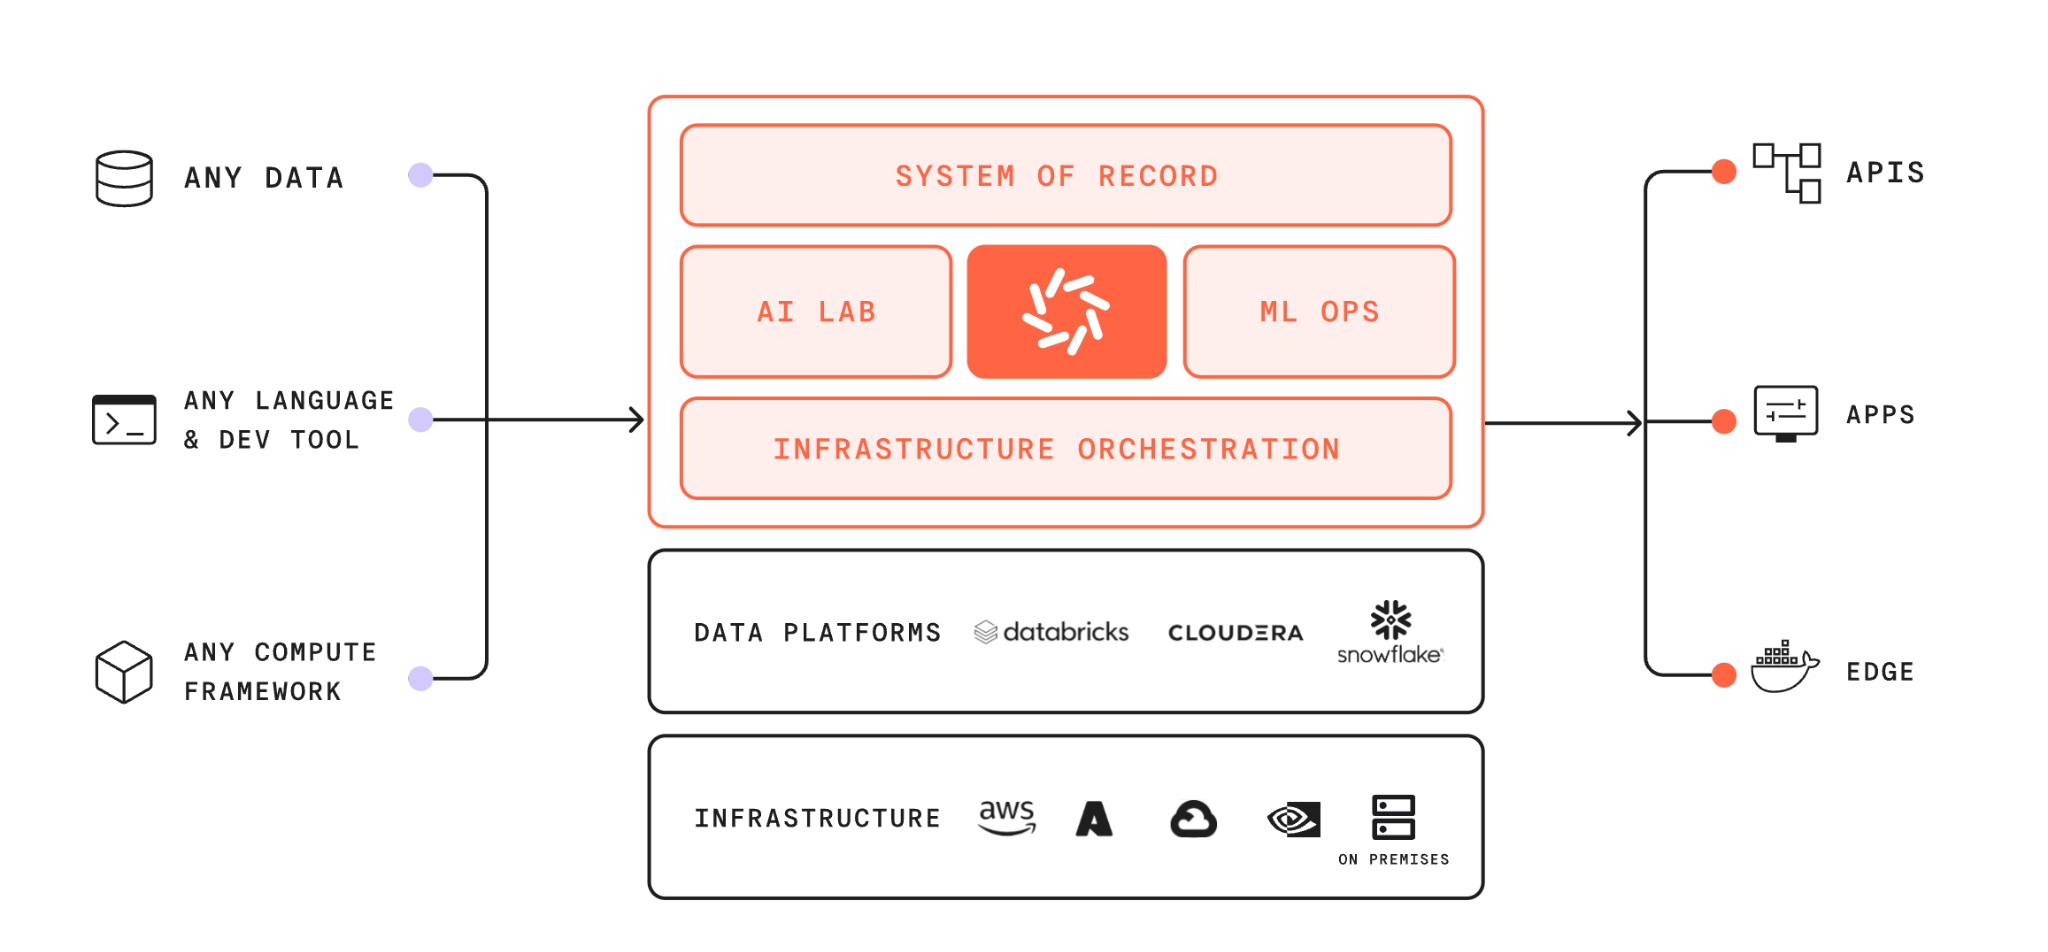 ANY DATA
ANY LANGUAGE
& DEV TOOL
ANY COMPUTE
FRAMEWORK
SYSTEM OF RECORD
AI LAB
ML OPS
INFRASTRUCTURE ORCHESTRATION
DATA PLATFORMS
databricks
CLOUDERA
snowflake
INFRASTRUCTURE
aws
ON PREMISES
APIS
APPS
EDGE